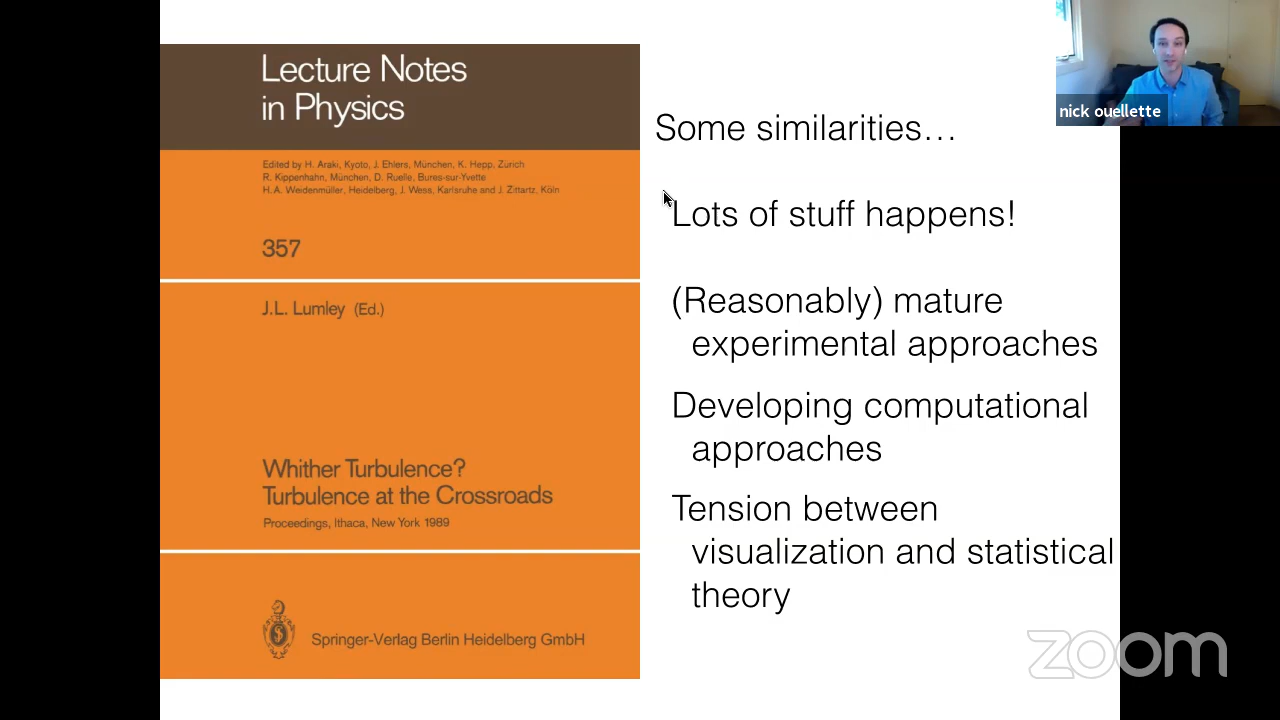 Lecture Notes
in Physics
Edited by H. Araki, Kyoto, J. Ehlers, München, K. Hepp, Zürich
R. Kippenhahn, München, D. Ruelle, Bures-sur-Yvette
H.A. Weidenmüller, Heidelberg, J. Wess, Karlsruhe and J. Zittartz, Köln
357
J.L. Lumley (Ed.)
Whither Turbulence?
Turbulence at the Crossroads
Proceedings, Ithaca, New York 1989
Springer-Verlag Berlin Heidelberg GmbH
Some similarities…
Lots of stuff happens!
(Reasonably) mature
experimental approaches
Developing computational
approaches
Tension between
visualization and statistical
theory
nick ouellette
zoom